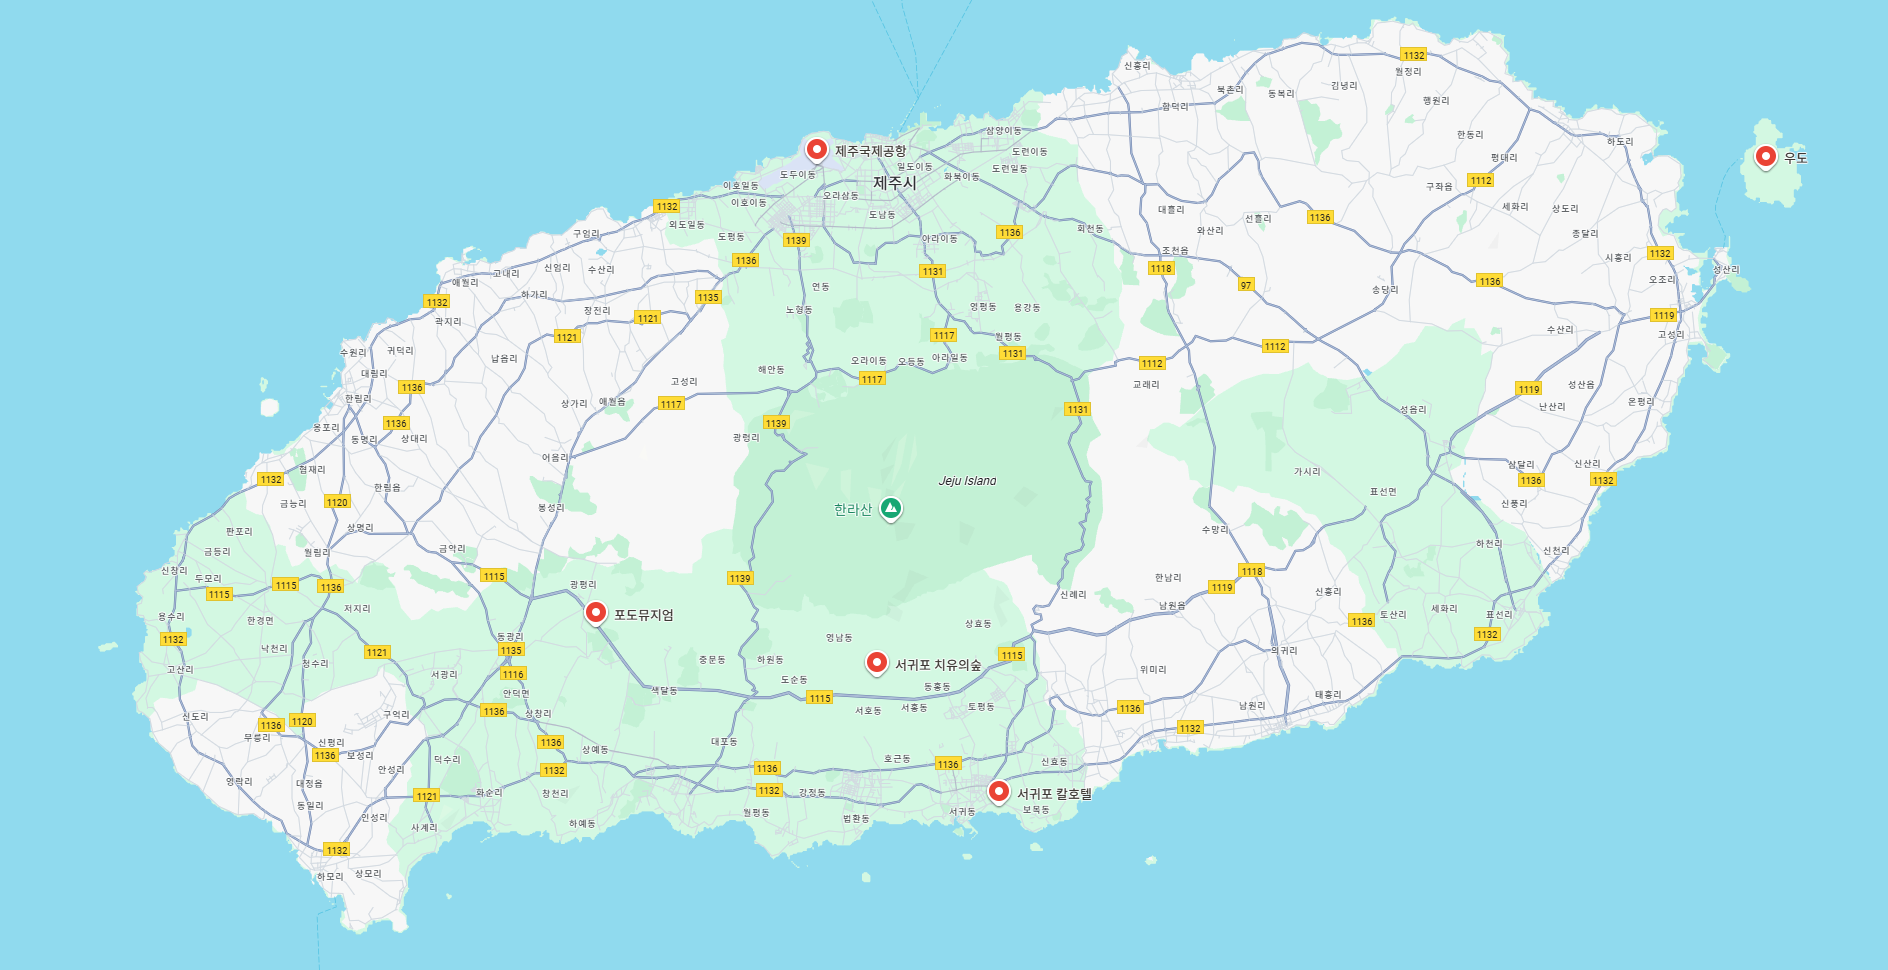 1132
신흥리
월정리
김녕리
북촌리
동복리
함덕리
행원리
삼양이동
한동리
하도리
도련이동
제주국제공항
평대리
우도
일도이동
도련일동
화북이동
도두이동
제주시
이호일동
1112
구좌읍
오라삼동
이호이동
세화리
상도리
1132
대흘리
도남동
선흘리
1136
외도일동
회천동
와산리
구엄리
1136
종달리
도평동
1139
아라이동
조천읍
1132
시흥리
1136
1118
성산리
신엄리
수산리
1131
고내리
애월리
97
1136
오조리
연동
송당리
하가리
1135
1132
영평동
용강동
장전리
노형동
1119
1121
곽지리
수산리
1121
1117
월평동
고성리
1112
수원리
귀덕리
1131
남읍리
오라이동
오등동
아라일동
1112
대림리
해안동
1117
고성리
교래리
1136
1119
성산읍
한림리
상가리
애월읍
1117
난산리
온평리
1131
성읍리
1136
1139
옹포리
동명리
상대리
광령리
어음리
삼달리
신산리
협재리
가시리
1132
Jeju Island
1136
1132
한림읍
표선면
1120
금능리
신풍리
봉성리
한라산
상명리
판포리
수망리
하천리
금등리
월림리
금악리
신천리
신창리
1118
두모리
1115
1139
한남리
1115
1136
광평리
1119
1115
신흥리
신례리
남원읍
저지리
세화리
포도뮤지엄
토산리
표선리
용수리
한경면
1136
상효동
1132
1132
동광리
영남동
낙천리
1135
의귀리
1121
1115
청수리
중문동
하원동
서귀포 치유의숲
고산리
위미리
서광리
1116
도순동
동홍동
색달동
안덕면
1115
태흥리
남원리
토평동
서홍동
서호동
1136
1136
상창리
신도리
구억리
1120
1136
1132
무릉리
신평리
1136
대포동
상예동
1136
보성리
덕수리
호근동
신효동
1136
1136
안성리
1132
영락리
대정읍
1132
강정동
서귀포 칼호텔
화순리
창천리
1121
동일리
월평동
서귀동
보목동
인성리
법환동
하예동
사계리
1132
하모리
상모리